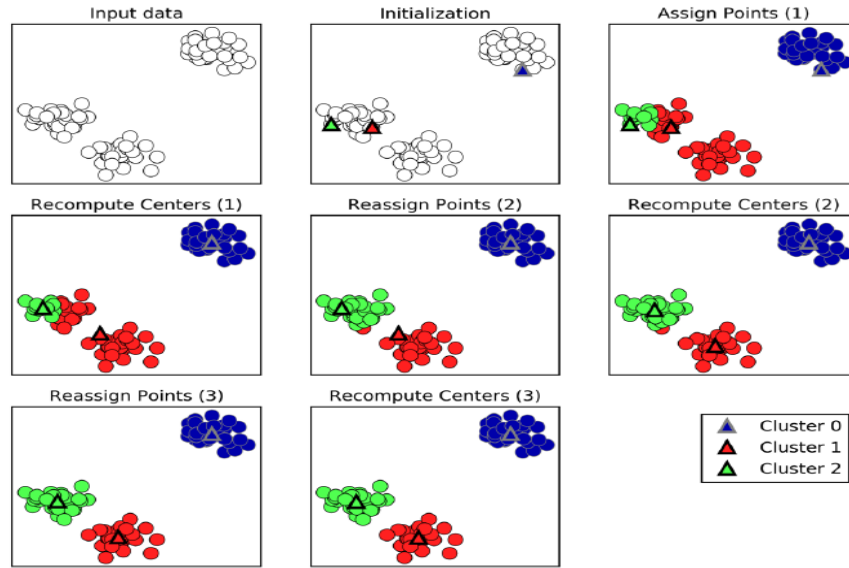 Input data
Initialization
Assign Points (1)
Recompute Centers (1)
Reassign Points (2)
Recompute Centers (2)
Reassign Points (3)
Recompute Centers (3)
Cluster 0
Cluster 1
Cluster 2